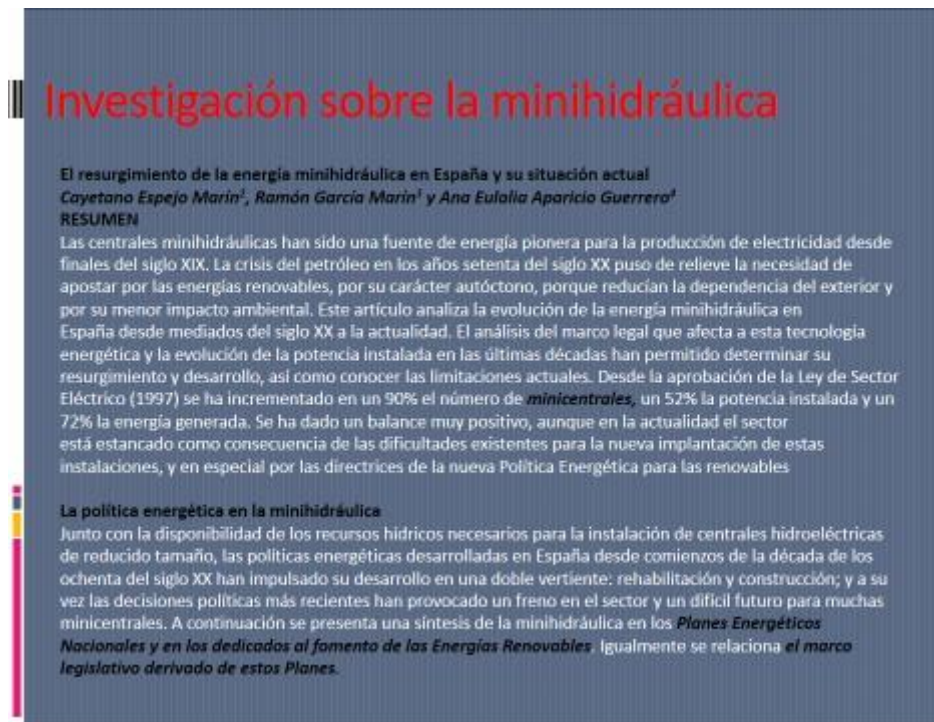 Investigación sobre la minihidráulica
El resurgimiento de la energía minihidráulica en España y su situación actual
Cayetano Espejo Marín², Ramón García Marín³ y Ana Eulalia Aparicio Guerrero⁴
RESUMEN
Las centrales minihidráulicas han sido una fuente de energía pionera para la producción de electricidad desde
finales del siglo XIX. La crisis del petróleo en los años setenta del siglo XX puso de relieve la necesidad de
apostar por las energías renovables, por su carácter autóctono, porque reducían la dependencia del exterior y
por su menor impacto ambiental. Este artículo analiza la evolución de la energía minihidráulica en
España desde mediados del siglo XX a la actualidad. El análisis del marco legal que afecta a esta tecnología
energética y la evolución de la potencia instalada en las últimas décadas han permitido determinar su
resurgimiento y desarrollo, así como conocer las limitaciones actuales. Desde la aprobación de la Ley de Sector
Eléctrico (1997) se ha incrementado en un 90% el número de minicentrales, un 52% la potencia instalada y un
72% la energía generada. Se ha dado un balance muy positivo, aunque en la actualidad el sector
está estancado como consecuencia de las dificultades existentes para la nueva implantación de estas
instalaciones, y en especial por las directrices de la nueva Política Energética para las renovables
La política energética en la minihidráulica
Junto con la disponibilidad de los recursos hídricos necesarios para la instalación de centrales hidroeléctricas
de reducido tamaño, las políticas energéticas desarrolladas en España desde comienzos de la década de los
ochenta del siglo XX han impulsado su desarrollo en una doble vertiente: rehabilitación y construcción; y a su
vez las decisiones políticas más recientes han provocado un freno en el sector y un difícil futuro para muchas
minicentrales. A continuación se presenta una síntesis de la minihidráulica en los Planes Energéticos
Nacionales y en los dedicados al fomento de las Energías Renovables. Igualmente se relaciona el marco
legislativo derivado de estos Planes.